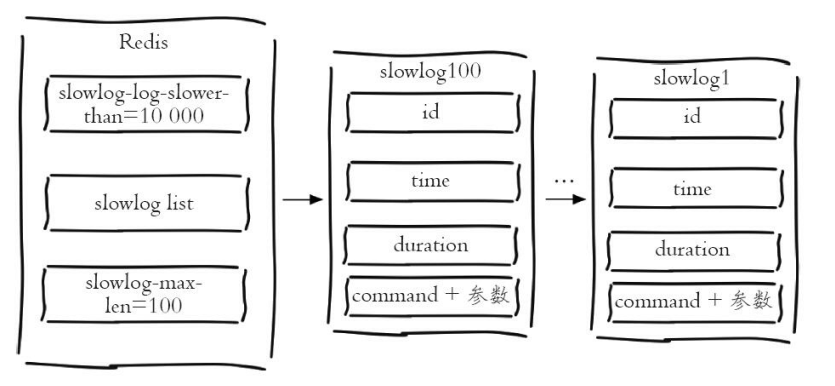 Redis
slowlog-log-slower-
than=10 000
slowlog list
slowlog-max-
len=100
slowlog100
id
time
duration
command + 参数
...
slowlog1
id
time
duration
command + 参数